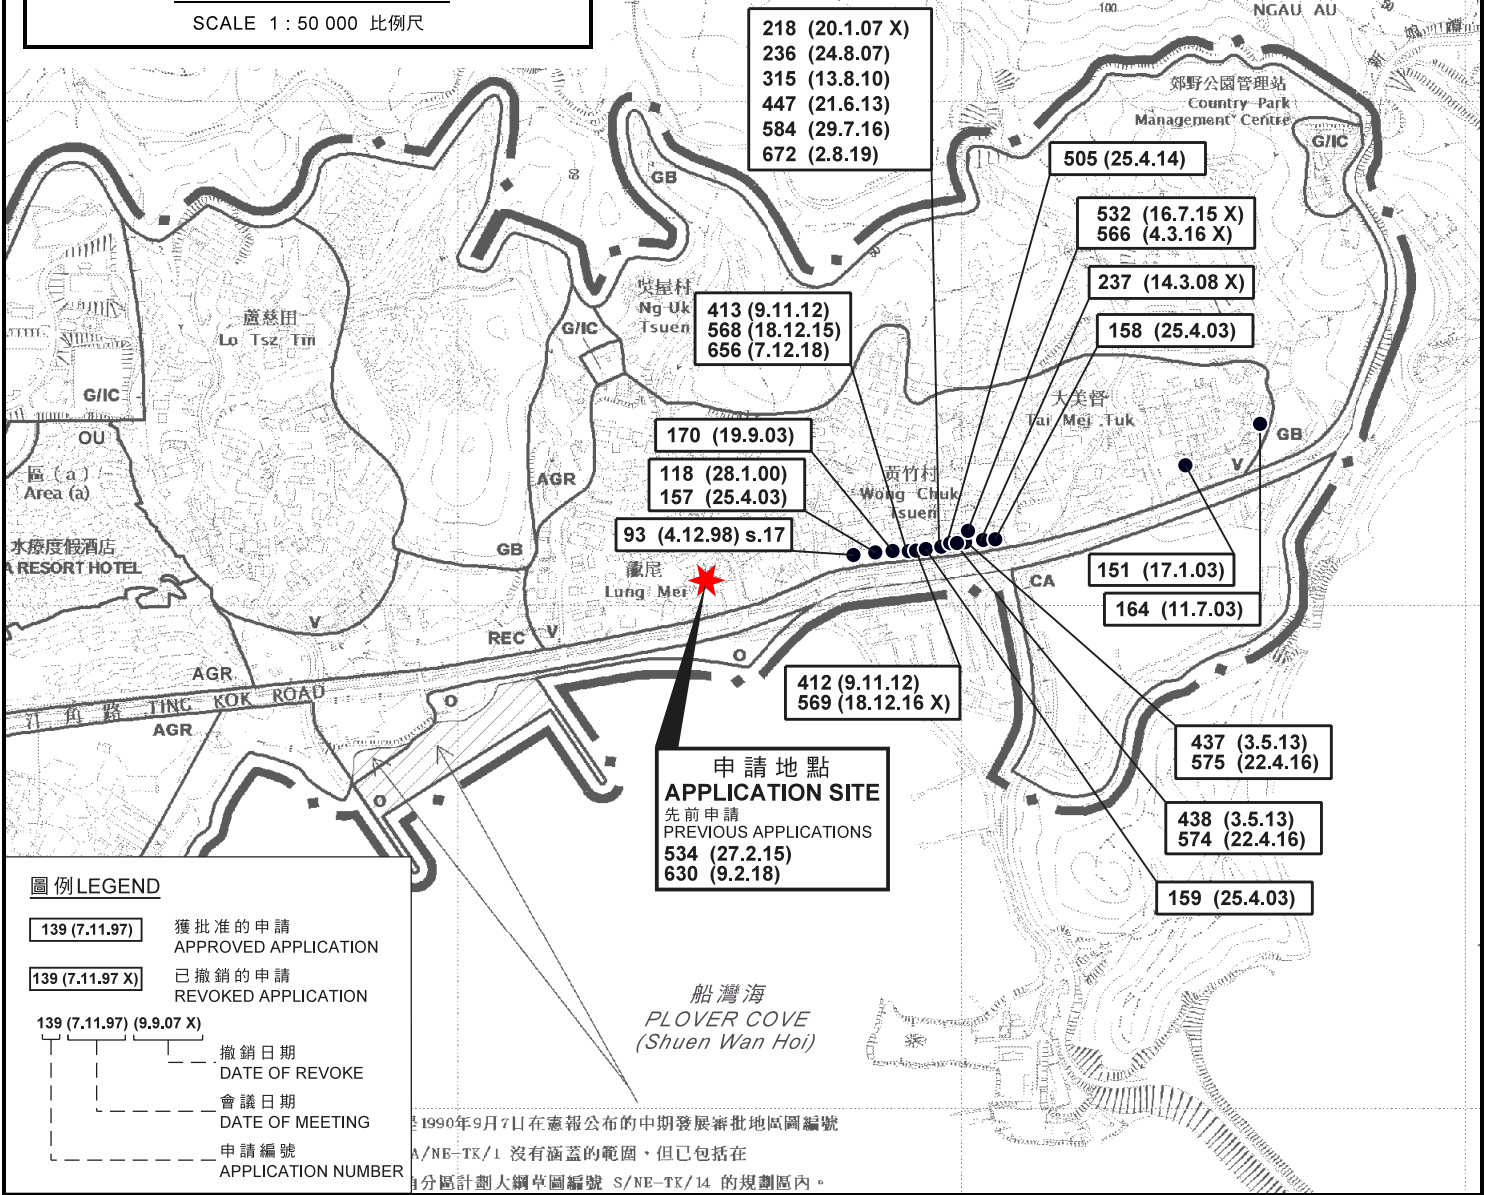 SCALE 1 : 50 000 比例尺
218 (20.1.07 X)
236 (24.8.07)
315 (13.8.10)
447 (21.6.13)
584 (29.7.16)
672 (2.8.19)
100
NGAU AU
郊野公園管理站
Country Park
Management Centre
G/IC
505 (25.4.14)
532 (16.7.15 X)
566 (4.3.16 X)
237 (14.3.08 X)
158 (25.4.03)
GB
60
吳屋村
Ng Uk
Tsuen
G/IC
413 (9.11.12)
568 (18.12.15)
656 (7.12.18)
蘆慈田
Lo Tsz Tin
G/IC
OU
區 (a)
Area (a)
水療度假酒店
A RESORT HOTEL
大美督
Tai Mei Tuk
GB
V
170 (19.9.03)
118 (28.1.00)
157 (25.4.03)
93 (4.12.98) s.17
AGR
GB
黃竹村
Wong Chuk
Tsuen
龍尾
Lung Mei
CA
151 (17.1.03)
164 (11.7.03)
V
REC
V
O
AGR
汀角路 TING KOK ROAD
AGR
O
O
412 (9.11.12)
569 (18.12.16 X)
437 (3.5.13)
575 (22.4.16)
438 (3.5.13)
574 (22.4.16)
159 (25.4.03)
申請地點
APPLICATION SITE
先前申請
PREVIOUS APPLICATIONS
534 (27.2.15)
630 (9.2.18)
圖例 LEGEND
139 (7.11.97)
獲批准的申請
APPROVED APPLICATION
139 (7.11.97 X)
已撤銷的申請
REVOKED APPLICATION
139 (7.11.97) (9.9.07 X)
撤銷日期
DATE OF REVOKE
會議日期
DATE OF MEETING
申請編號
APPLICATION NUMBER
船灣海
PLOVER COVE
(Shuen Wan Hoi)
1990年9月7日在憲報公布的中期發展審批地區圖編號
A/NE-TK/1 沒有涵蓋的範圍,但已包括在
分區計劃大綱草圖編號 S/NE-TK/14 的規劃區內。